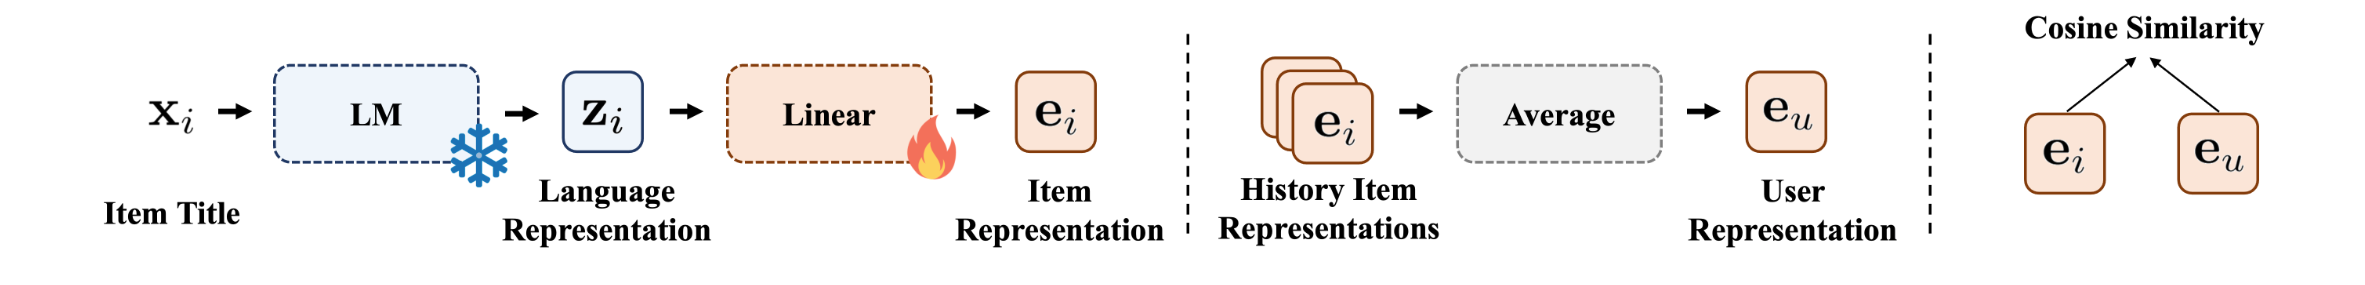 x_i
LM
z_i
Linear
e_i
Item Title
Language
Representation
Item
Representation
e_i
Average
e_u
History Item
Representations
User
Representation
Cosine Similarity
e_i
e_u